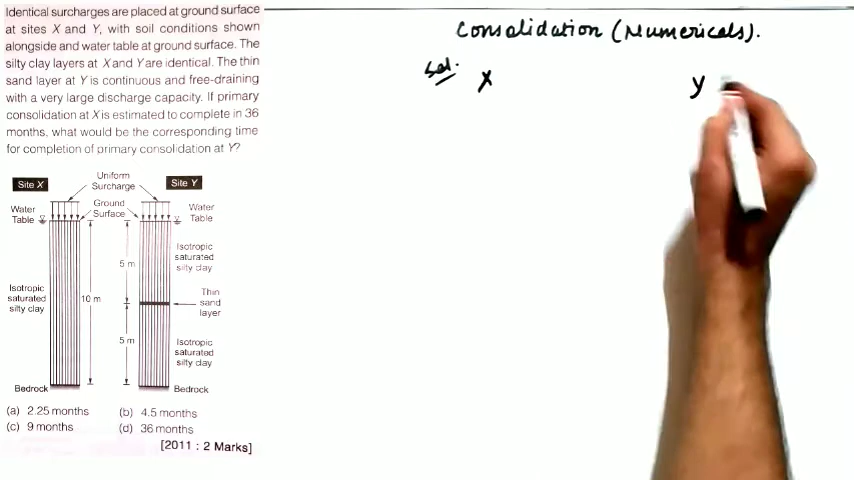 Identical surcharges are placed at ground surface
at sites X and Y, with soil conditions shown
alongside and water table at ground surface. The
silty clay layers at X and Y are identical. The thin
sand layer at Y is continuous and free-draining
with a very large discharge capacity. If primary
consolidation at X is estimated to complete in 36
months, what would be the corresponding time
for completion of primary consolidation at Y?
Site X
Uniform
Surcharge
Site Y
Water
Table
Ground
Surface
Water
Table
Isotropic
saturated
silty clay
10 m
5 m
Isotropic
saturated
silty clay
Thin
sand
layer
5 m
Isotropic
saturated
silty clay
Bedrock
Bedrock
(a) 2.25 months (b) 4.5 months
(c) 9 months (d) 36 months
[2011 : 2 Marks]
Consolidation (Numericals).
Sol.
X
Y